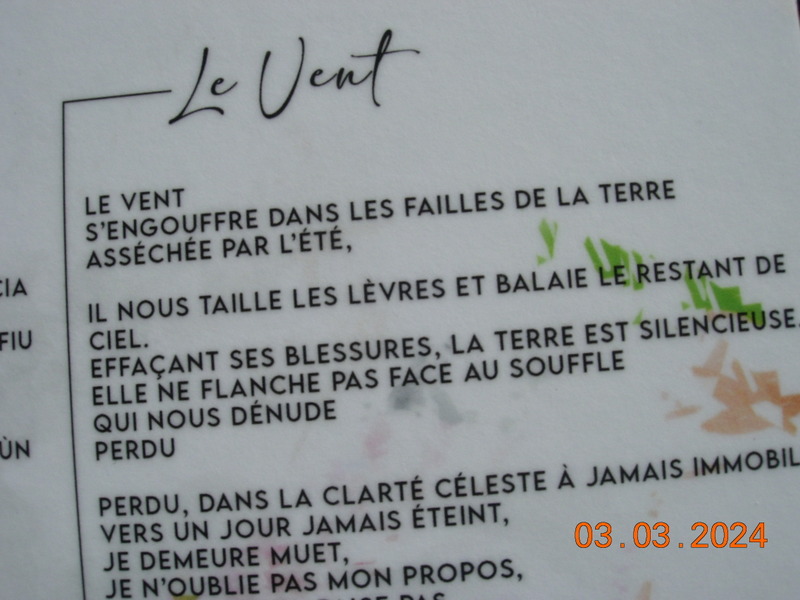 Le Vent
LE VENT
S'ENGOUFFRE DANS LES FAILLES DE LA TERRE
ASSÉCHÉE PAR L'ÉTÉ,
IL NOUS TAILLE LES LÈVRES ET BALAIE LE RESTANT DE
CIEL.
EFFAÇANT SES BLESSURES, LA TERRE EST SILENCIEUSE.
ELLE NE FLANCHE PAS FACE AU SOUFFLE
QUI NOUS DÉNUDE
PERDU
PERDU, DANS LA CLARTÉ CÉLESTE À JAMAIS IMMOBIL
VERS UN JOUR JAMAIS ÉTEINT,
JE DEMEURE MUET,
JE N'OUBLIE PAS MON PROPOS,
CIA
FIU
ÙN
03.03.2024